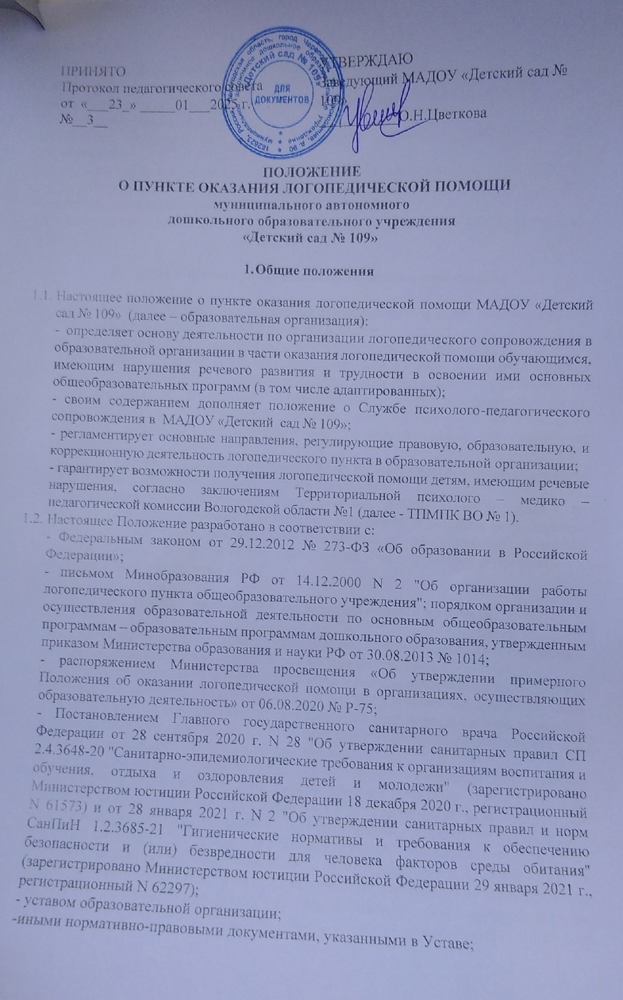 ПРИНЯТО
Протокол педагогического совета
от «___23_» _____01___2025 г.
№__3__
УТВЕРЖДАЮ
Заведующий МАДОУ «Детский сад №
109»
О.Н.Цветкова
162623, Россия, Вологодская область, город Череповец,
д. 90
муниципальное автономное дошкольное образовательное учреждение
«Детский сад № 109»
ДЛЯ
ДОКУМЕНТОВ
ПОЛОЖЕНИЕ
О ПУНКТЕ ОКАЗАНИЯ ЛОГОПЕДИЧЕСКОЙ ПОМОЩИ
муниципального автономного
дошкольного образовательного учреждения
«Детский сад № 109»
1.Общие положения
1.1. Настоящее положение о пункте оказания логопедической помощи МАДОУ «Детский
сад № 109» (далее – образовательная организация):
- определяет основу деятельности по организации логопедического сопровождения в
образовательной организации в части оказания логопедической помощи обучающимся,
имеющим нарушения речевого развития и трудности в освоении ими основных
общеобразовательных программ (в том числе адаптированных);
- своим содержанием дополняет положение о Службе психолого-педагогического
сопровождения в МАДОУ «Детский сад № 109»;
- регламентирует основные направления, регулирующие правовую, образовательную, и
коррекционную деятельность логопедического пункта в образовательной организации;
- гарантирует возможности получения логопедической помощи детям, имеющим речевые
нарушения, согласно заключениям Территориальной психолого – медико –
педагогической комиссии Вологодской области №1 (далее - ТПМПК ВО № 1).
1.2. Настоящее Положение разработано в соответствии с:
- Федеральным законом от 29.12.2012 № 273-ФЗ «Об образовании в Российской
Федерации»;
- письмом Минобразования РФ от 14.12.2000 N 2 "Об организации работы
логопедического пункта общеобразовательного учреждения"; порядком организации и
осуществления образовательной деятельности по основным общеобразовательным
программам – образовательным программам дошкольного образования, утвержденным
приказом Министерства образования и науки РФ от 30.08.2013 № 1014;
- распоряжением Министерства просвещения «Об утверждении примерного
Положения об оказании логопедической помощи в организациях, осуществляющих
образовательную деятельность» от 06.08.2020 № Р-75;
- Постановлением Главного государственного санитарного врача Российской
Федерации от 28 сентября 2020 г. N 28 "Об утверждении санитарных правил СП
2.4.3648-20 "Санитарно-эпидемиологические требования к организациям воспитания и
обучения, отдыха и оздоровления детей и молодежи" (зарегистрировано
Министерством юстиции Российской Федерации 18 декабря 2020 г., регистрационный
N 61573) и от 28 января 2021 г. N 2 "Об утверждении санитарных правил и норм
СанПиН 1.2.3685-21 "Гигиенические нормативы и требования к обеспечению
безопасности и (или) безвредности для человека факторов среды обитания"
(зарегистрировано Министерством юстиции Российской Федерации 29 января 2021 г.,
регистрационный N 62297);
- уставом образовательной организации;
-иными нормативно-правовыми документами, указанными в Уставе;